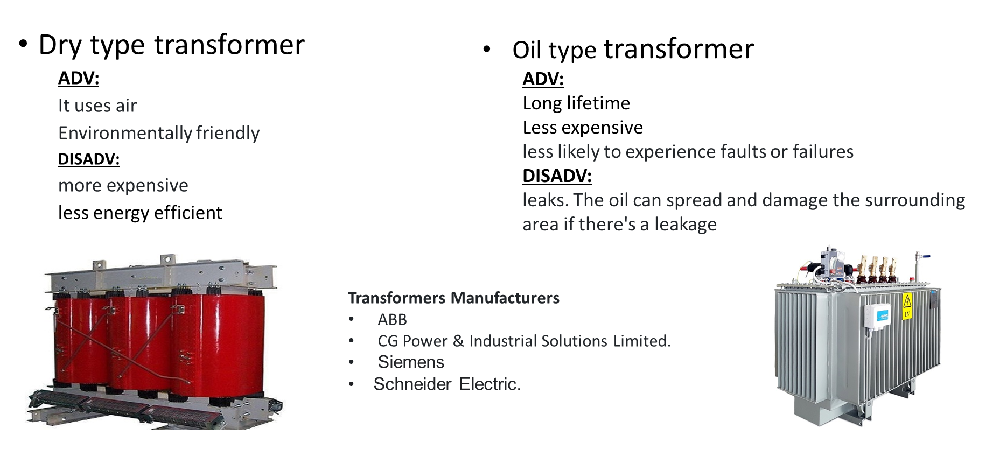 • Dry type transformer
ADV:
It uses air
Environmentally friendly
DISADV:
more expensive
less energy efficient
• Oil type transformer
ADV:
Long lifetime
Less expensive
less likely to experience faults or failures
DISADV:
leaks. The oil can spread and damage the surrounding
area if there's a leakage
Transformers Manufacturers
• ABB
• CG Power & Industrial Solutions Limited.
• Siemens
• Schneider Electric.
LV